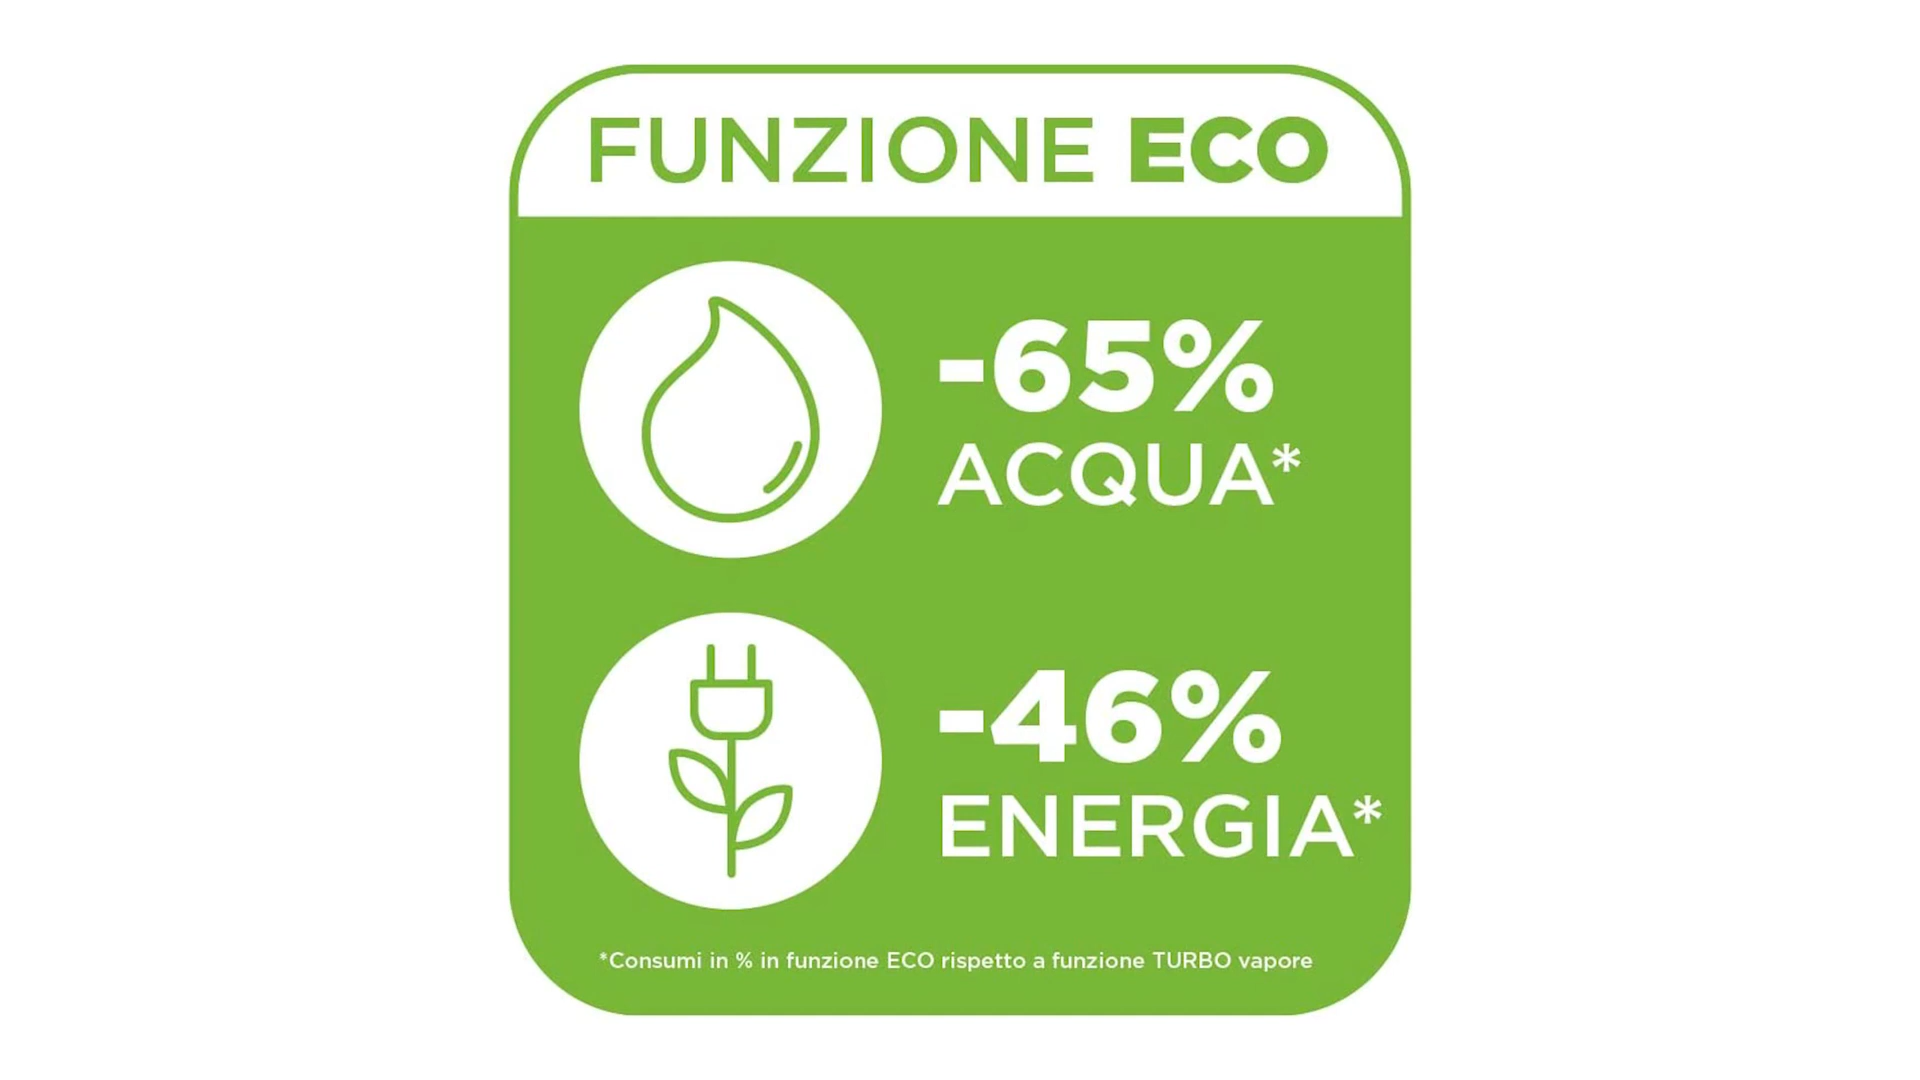 FUNZIONE ECO
-65%
ACQUA*
-46%
ENERGIA*
*Consumi in % in funzione ECO rispetto a funzione TURBO vapore